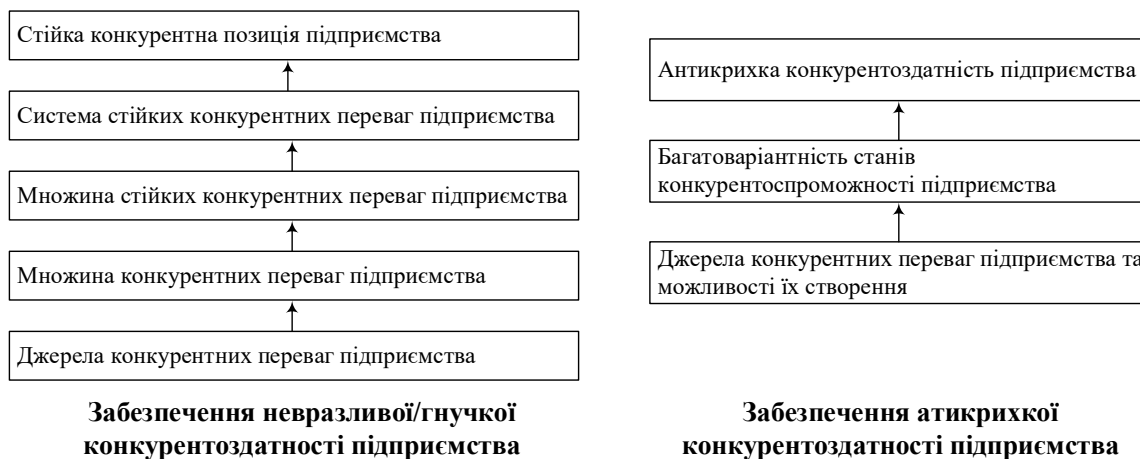 Стійка конкурентна позиція підприємства
Система стійких конкурентних переваг підприємства
Множина стійких конкурентних переваг підприємства
Множина конкурентних переваг підприємства
Джерела конкурентних переваг підприємства
Забезпечення невразливої/гнучкої
конкурентоздатності підприємства
Антикрихка конкурентоздатність підприємства
Багатоваріантність станів
конкурентоспроможності підприємства
Джерела конкурентних переваг підприємства та
можливості їх створення
Забезпечення атикрихкої
конкурентоздатності підприємства